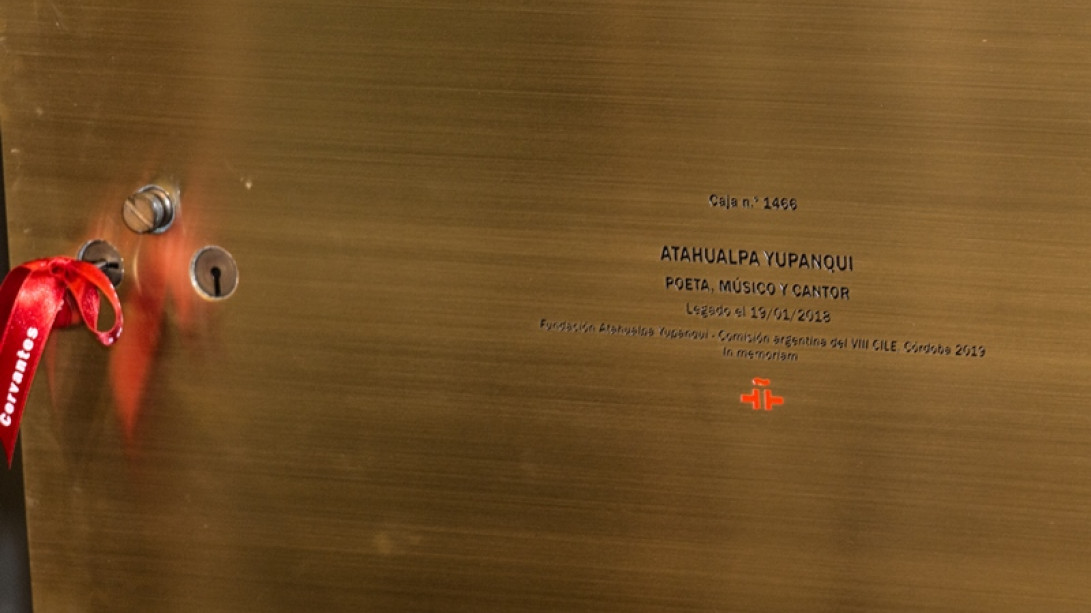 Caja n.º 1466
ATAHUALPA YUPANQUI
POETA, MÚSICO Y CANTOR
Legado el 19/01/2018
Fundación Atahualpa Yupanqui - Comisión argentina del VIII CILE. Córdoba 2019
In memoriam
Cervantes